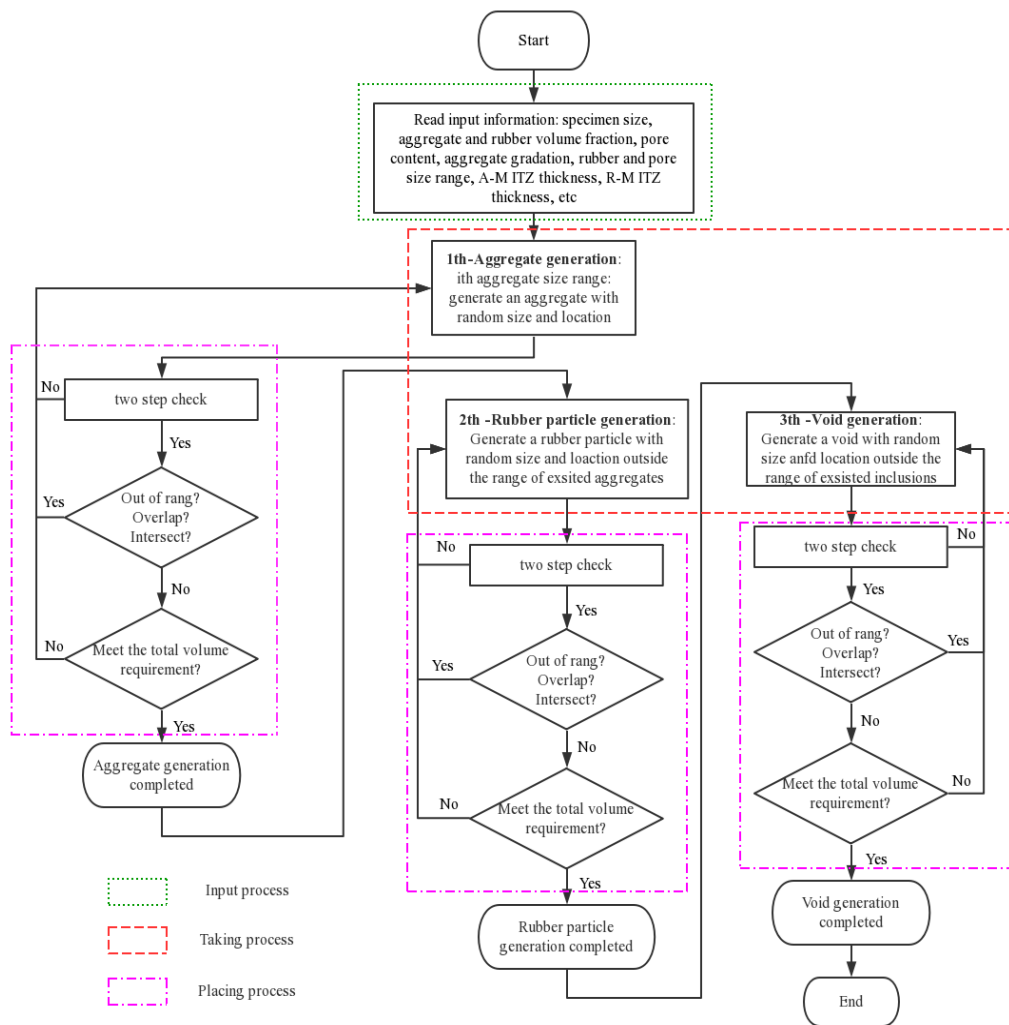 Start
Read input information: specimen size,
aggregate and rubber volume fraction, pore
content, aggregate gradation, rubber and pore
size range, A-M ITZ thickness, R-M ITZ
thickness, etc
1th-Aggregate generation:
ith aggregate size range:
generate an aggregate with
random size and location
No
two step check
Yes
Yes
Out of rang?
Overlap?
Intersect?
No
No
Meet the total volume
requirement?
Yes
Aggregate generation
completed
2th -Rubber particle generation:
Generate a rubber particle with
random size and loaction outside
the range of exsited aggregates
No
two step check
Yes
Yes
Out of rang?
Overlap?
Intersect?
No
No
Meet the total volume
requirement?
Yes
Rubber particle
generation completed
3th -Void generation:
Generate a void with random
size anfd location outside the
range of exsisted inclusions
No
two step check
Yes
Out of rang?
Overlap?
Intersect?
Yes
No
Meet the total volume
requirement?
No
Yes
Void generation
completed
End
Input process
Taking process
Placing process